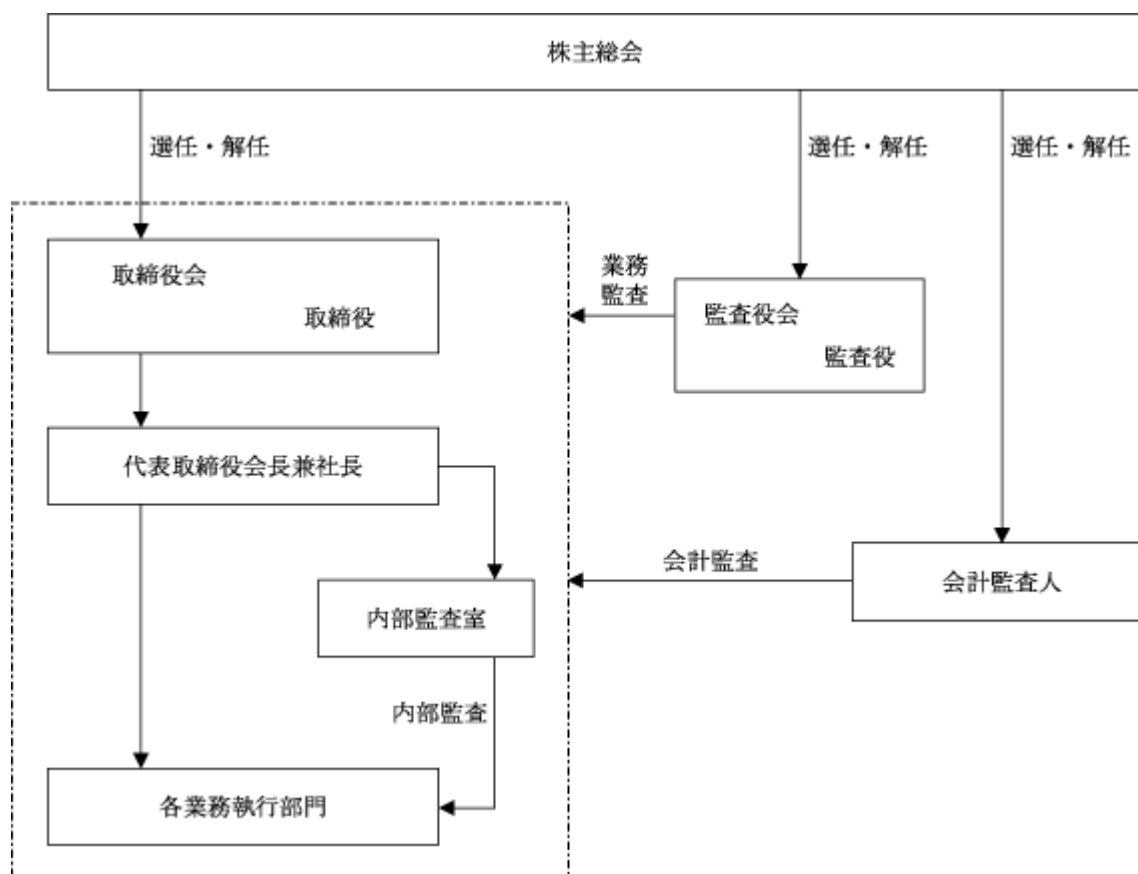 株主総会
選任・解任
選任・解任
選任・解任
取締役会
取締役
業務
監査
監査役会
監査役
代表取締役会長兼社長
会計監査
会計監査人
内部監査室
内部監査
各業務執行部門